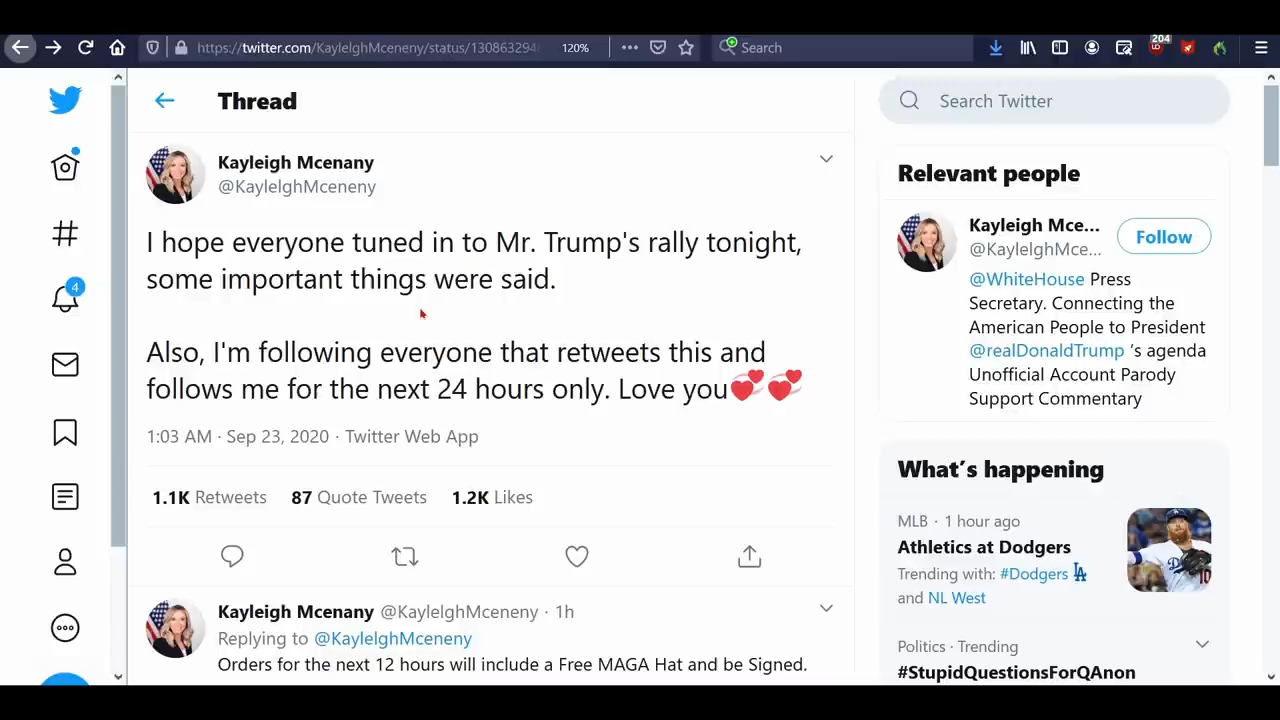 https://twitter.com/KaylelghMceneny/status/130863294
120%
Search
204
Thread
Search Twitter
Kayleigh Mcenany
@KaylelghMceneny
I hope everyone tuned in to Mr. Trump's rally tonight,
some important things were said.
Also, I'm following everyone that retweets this and
follows me for the next 24 hours only. Love you💞💞
1:03 AM · Sep 23, 2020 · Twitter Web App
1.1K Retweets 87 Quote Tweets 1.2K Likes
Kayleigh Mcenany @KaylelghMceneny · 1h
Replying to @KaylelghMceneny
Orders for the next 12 hours will include a Free MAGA Hat and be Signed.
4
Relevant people
Kayleigh Mce...
@KaylelghMce...
Follow
@WhiteHouse Press
Secretary. Connecting the
American People to President
@realDonaldTrump 's agenda
Unofficial Account Parody
Support Commentary
What's happening
MLB · 1 hour ago
Athletics at Dodgers
Trending with: #Dodgers LA
and NL West
Politics · Trending
#StupidQuestionsForQAnon